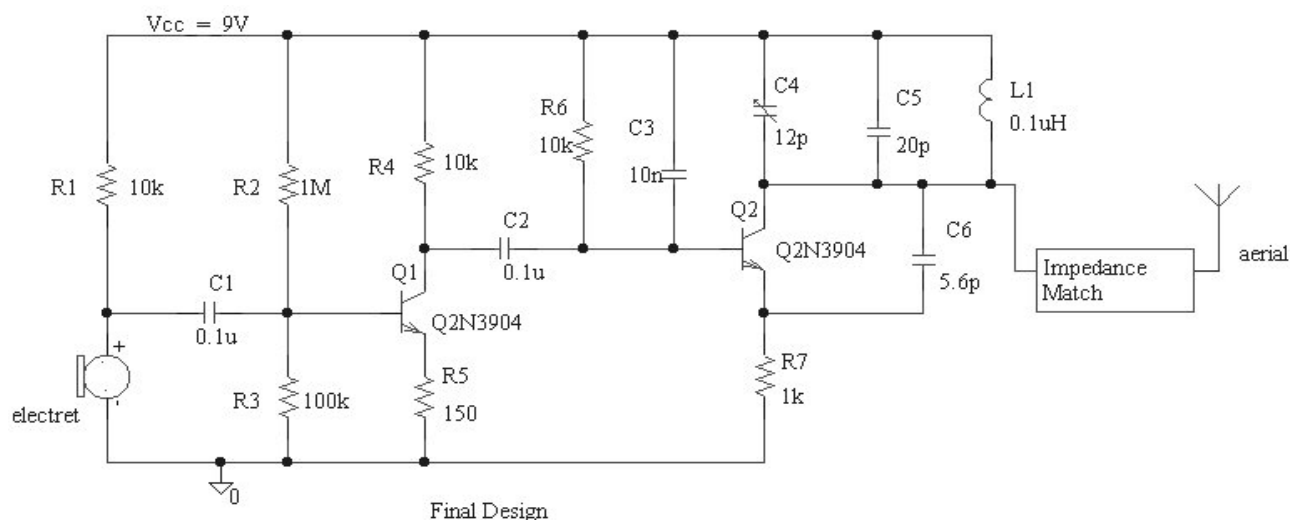 Vcc = 9V
R1
10k
R2
1M
R4
10k
R6
10k
C3
10n
C4
12p
C5
20p
L1
0.1uH
C1
0.1u
Q1
Q2N3904
C2
0.1u
Q2
Q2N3904
C6
5.6p
Impedance
Match
aerial
+
-
electret
R3
100k
R5
150
R7
1k
0
Final Design